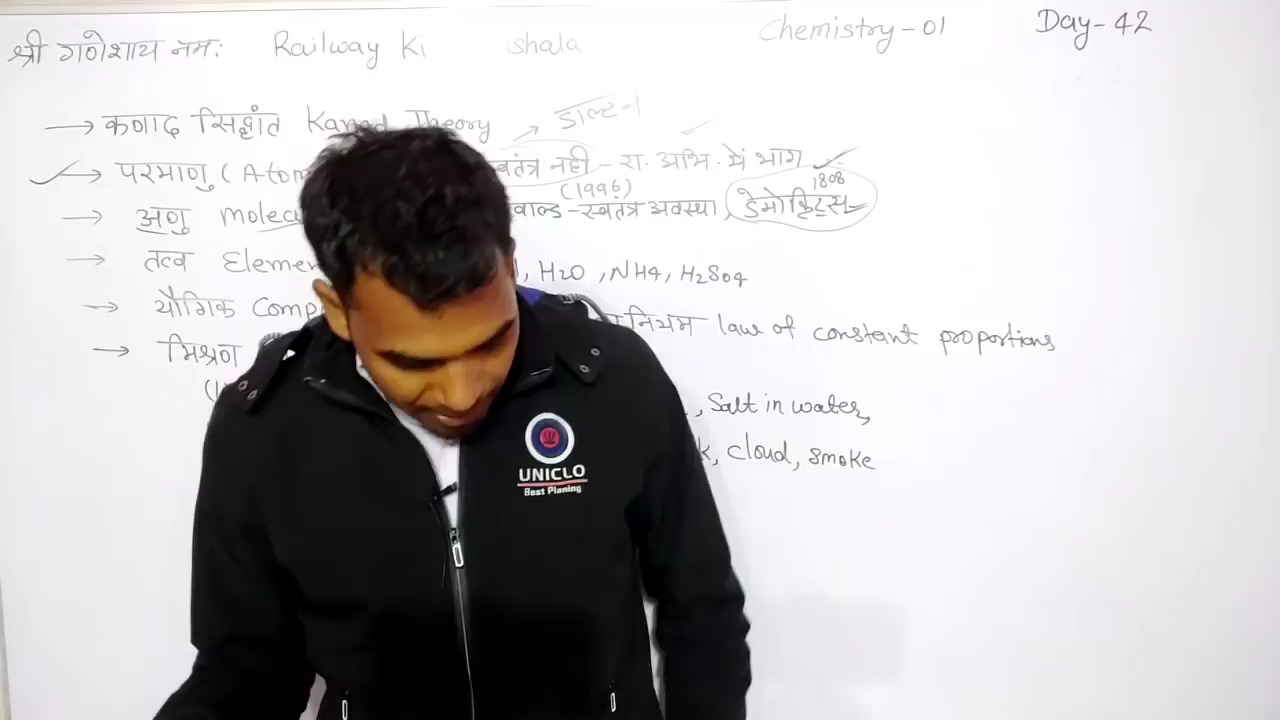 श्री गणेशाय नमः Railway Ki shala Chemistry-01 Day-42
→ कणाद सिद्धांत Kanad Theory → डाल्टन
→ परमाणु (Atom स्वतंत्र नही - रा. अभि. में भाग
(1996) 1808
→ अणु molecu वाल्ड - स्वतंत्र अवस्था, डेमोक्रिटस
→ तत्व Elemen , H2O, NH4, H2SO4
→ यौगिक Comp नियम law of constant proportions
→ मिश्रण
, Salt in water,
k, cloud, smoke
UNICLO
Best Planing